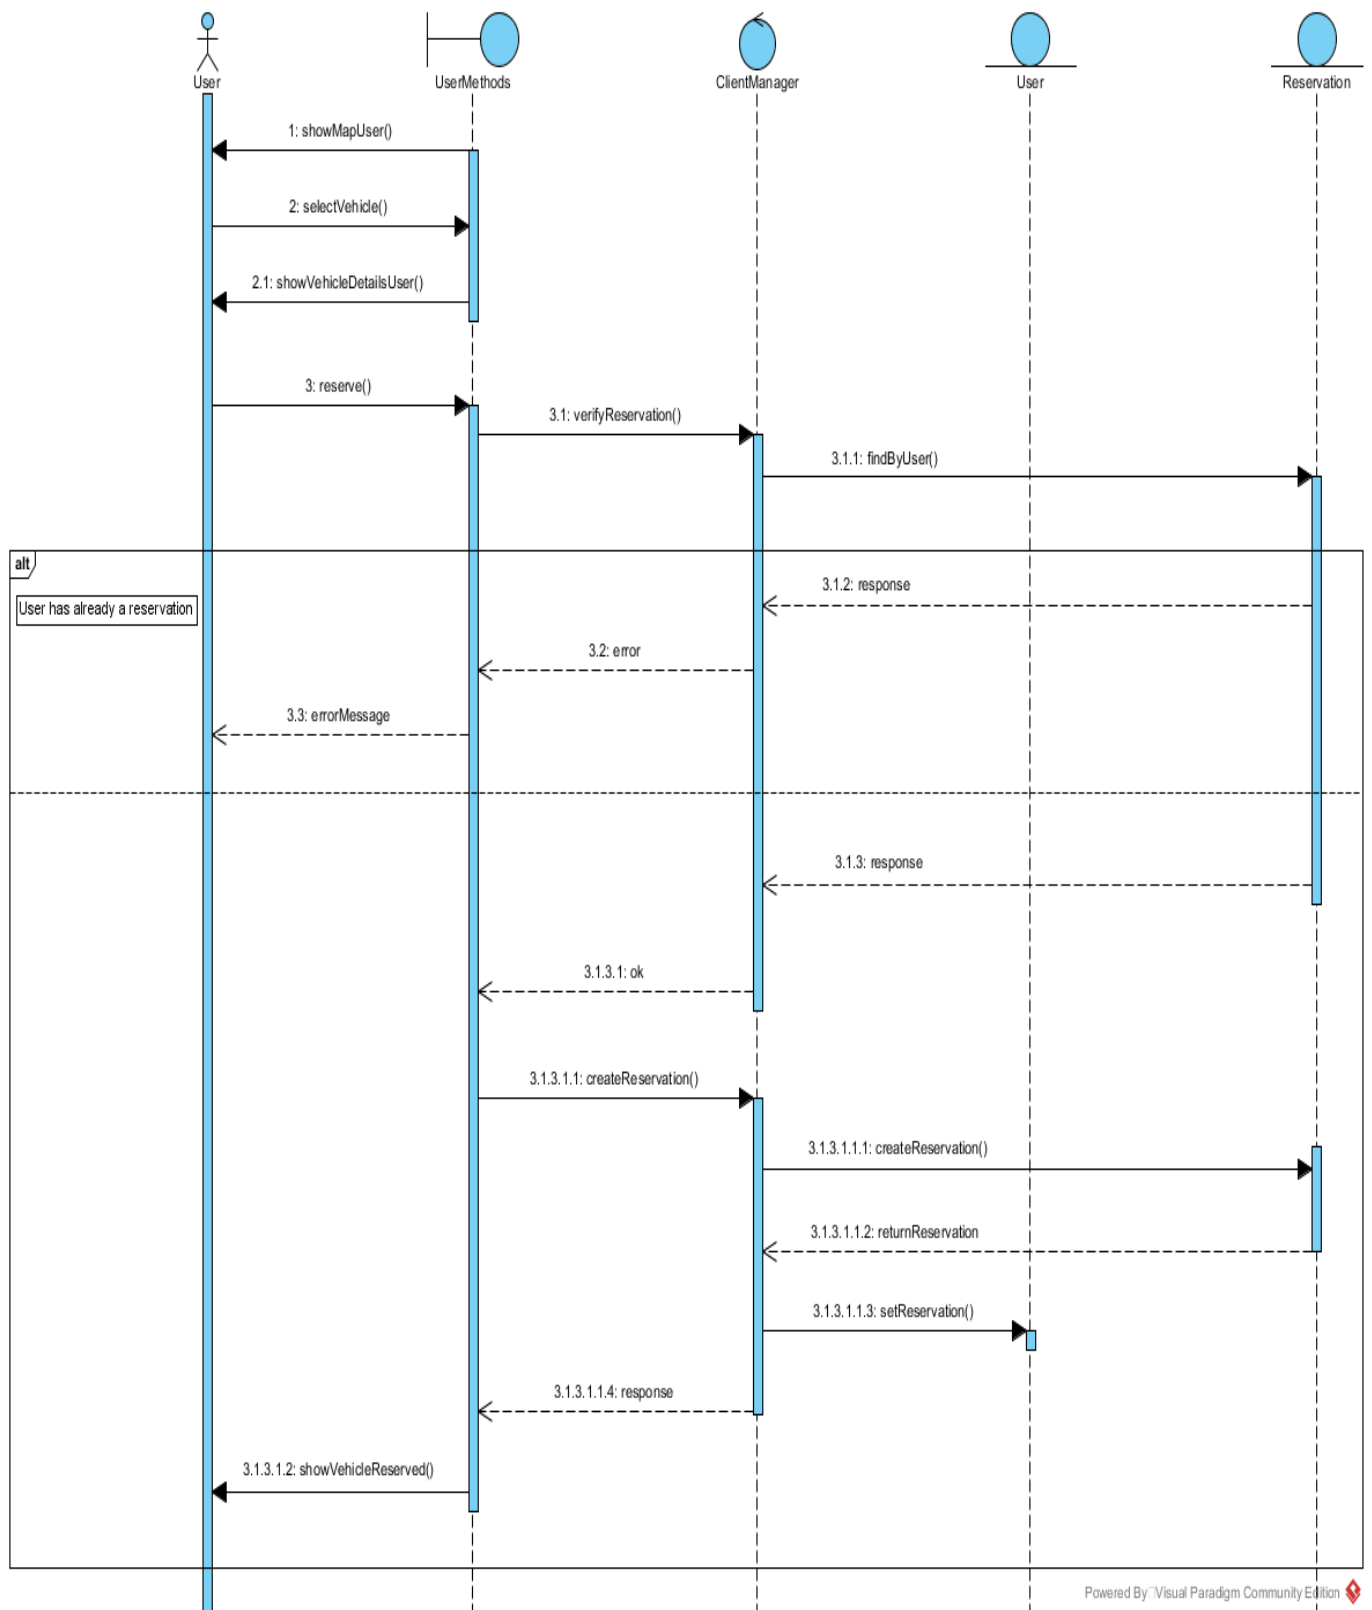 User
UserMethods
ClientManager
User
Reservation
1: showMapUser()
2: selectVehicle()
2.1: showVehicleDetailsUser()
3: reserve()
3.1: verifyReservation()
3.1.1: findByUser()
alt
User has already a reservation
3.1.2: response
3.2: error
3.3: errorMessage
3.1.3: response
3.1.3.1: ok
3.1.3.1.1: createReservation()
3.1.3.1.1.1: createReservation()
3.1.3.1.1.2: returnReservation
3.1.3.1.1.3: setReservation()
3.1.3.1.1.4: response
3.1.3.1.2: showVehicleReserved()
Powered By Visual Paradigm Community Edition